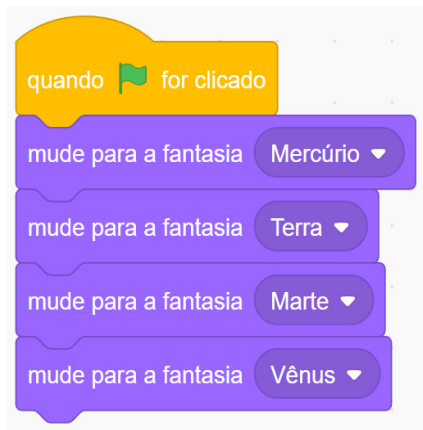 quando for clicado
mude para a fantasia Mercúrio
mude para a fantasia Terra
mude para a fantasia Marte
mude para a fantasia Vênus